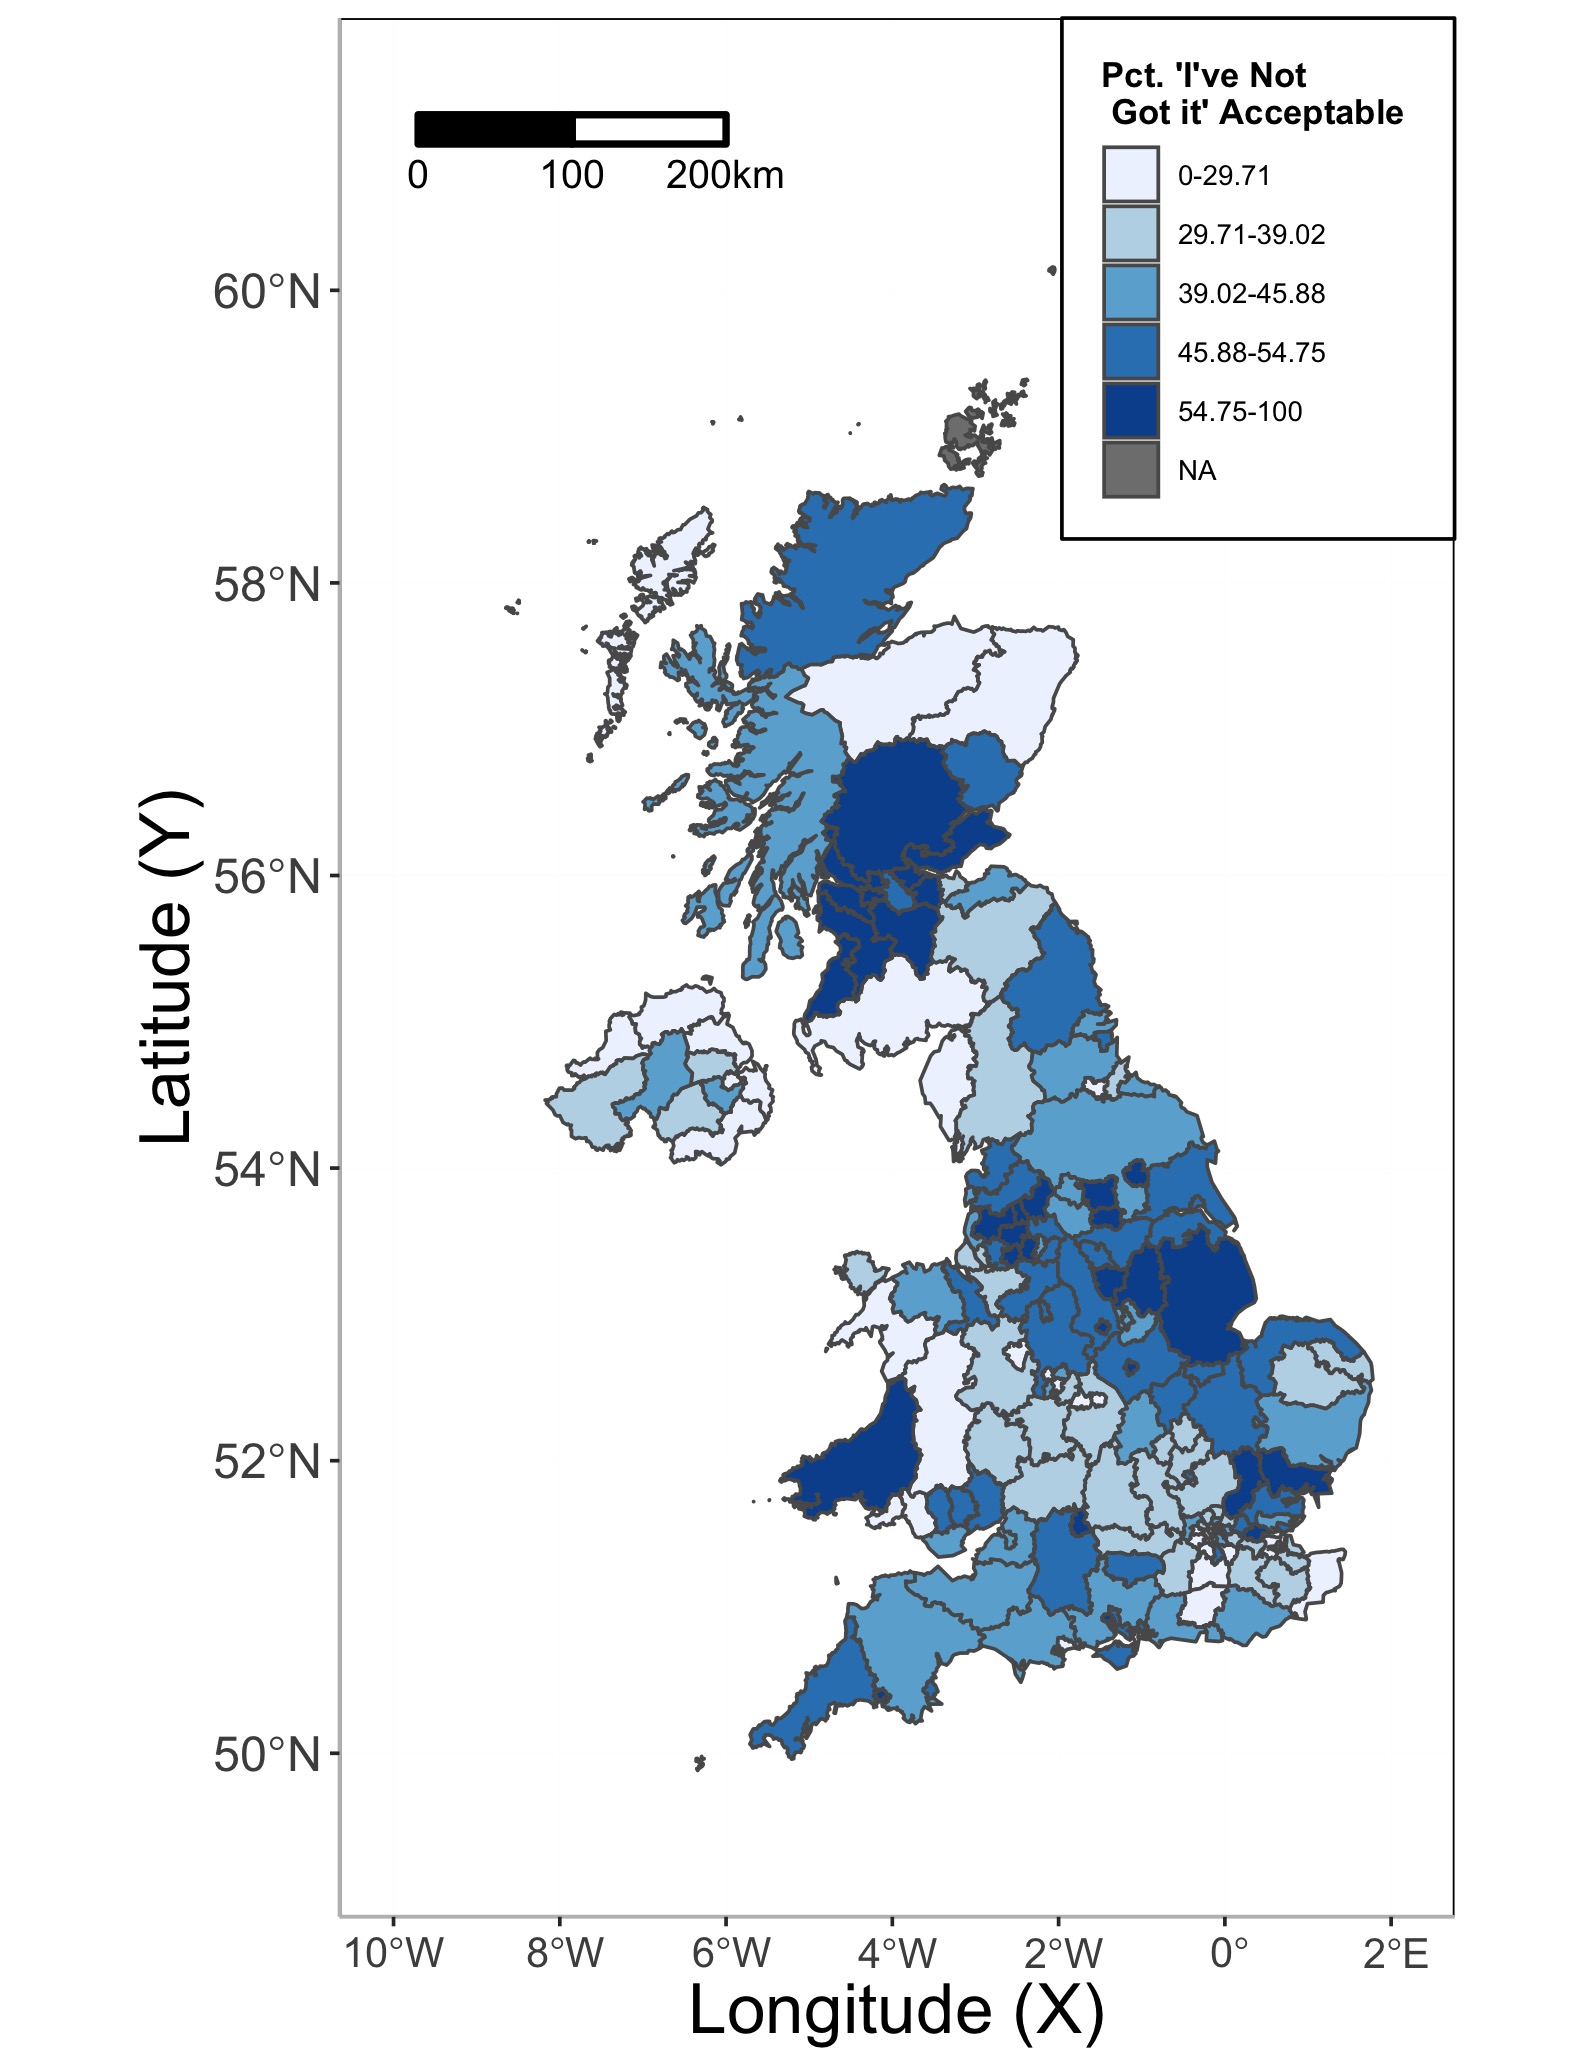 Pct. 'I've Not
Got it' Acceptable
0-29.71
29.71-39.02
39.02-45.88
45.88-54.75
54.75-100
NA
0 100 200km
60°N
58°N
56°N
54°N
52°N
50°N
Latitude (Y)
10°W 8°W 6°W 4°W 2°W 0° 2°E
Longitude (X)